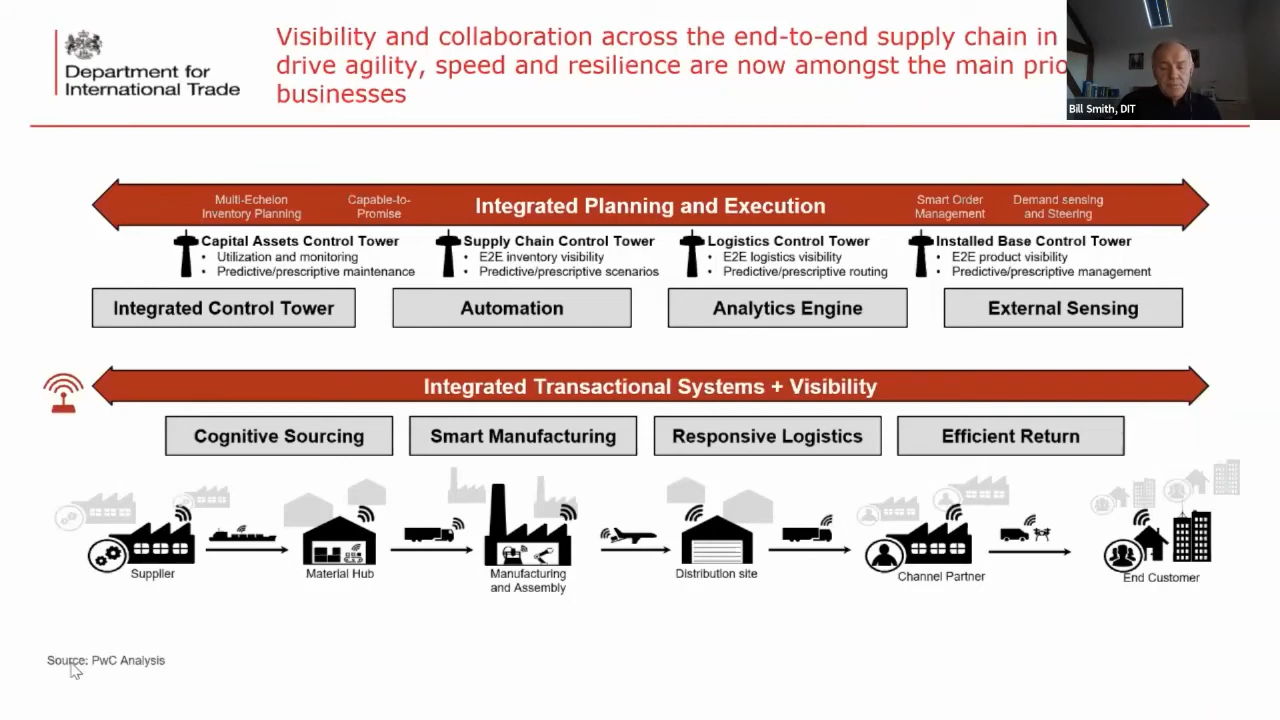 Department for
International Trade
Visibility and collaboration across the end-to-end supply chain in
drive agility, speed and resilience are now amongst the main
businesses
Bill Smith, DIT
Multi-Echelon
Inventory Planning
Capable-to-
Promise
Integrated Planning and Execution
Smart Order
Management
Demand sensing
and Steering
Capital Assets Control Tower
• Utilization and monitoring
• Predictive/prescriptive maintenance
Supply Chain Control Tower
• E2E inventory visibility
• Predictive/prescriptive scenarios
Logistics Control Tower
• E2E logistics visibility
• Predictive/prescriptive routing
Installed Base Control Tower
• E2E product visibility
• Predictive/prescriptive management
Integrated Control Tower
Automation
Analytics Engine
External Sensing
Integrated Transactional Systems + Visibility
Cognitive Sourcing
Smart Manufacturing
Responsive Logistics
Efficient Return
Supplier
Material Hub
Manufacturing
and Assembly
Distribution site
Channel Partner
End Customer
Source: PwC Analysis